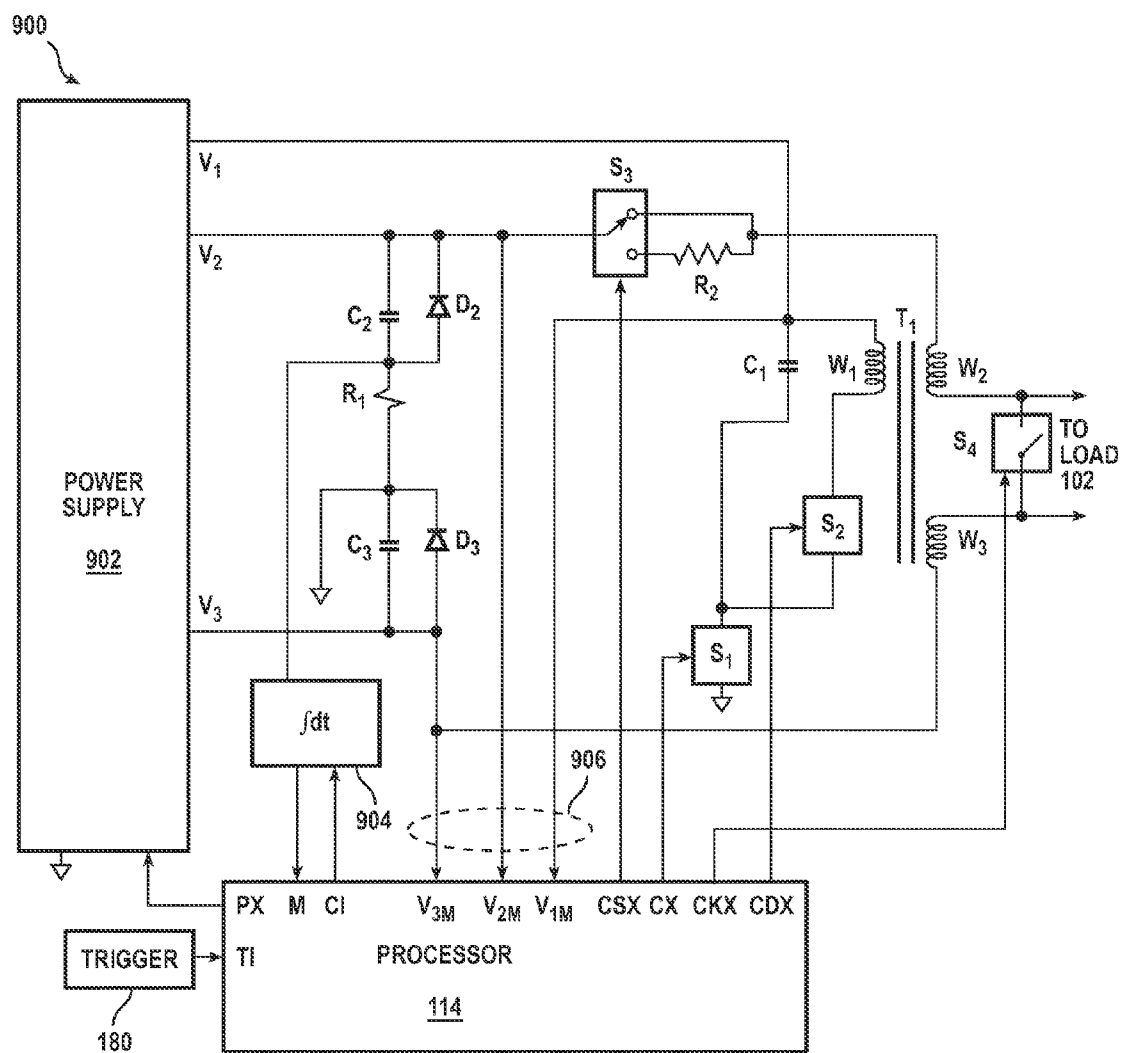 900
V₁
S₃
V₂
R₂
C₂
D₂
T₁
C₁
W₁
W₂
R₁
S₄
TO
LOAD
102
POWER
SUPPLY
902
C₃
D₃
S₂
W₃
V₃
S₁
∫dt
904
906
PX M CI V₃M V₂M V₁M CSX CX CKX CDX
TRIGGER
TI
PROCESSOR
180
114